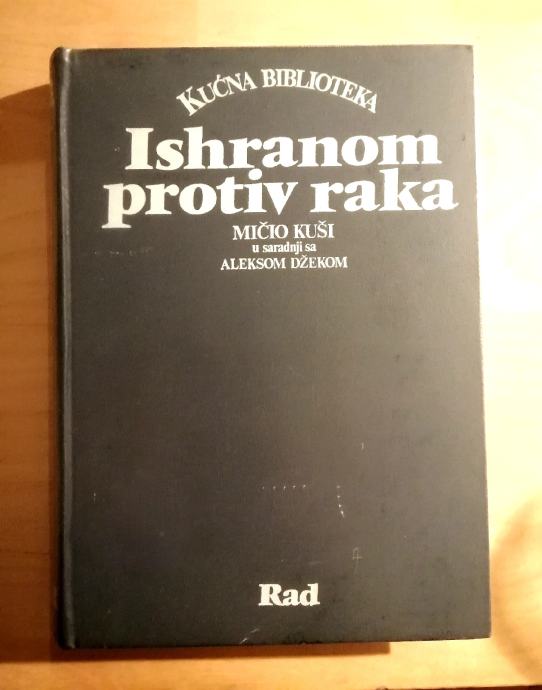 KUĆNA BIBLIOTEKA
Ishranom
protiv raka
MIČIO KUŠI
u saradnji sa
ALEKSOM DŽEKOM
Rad